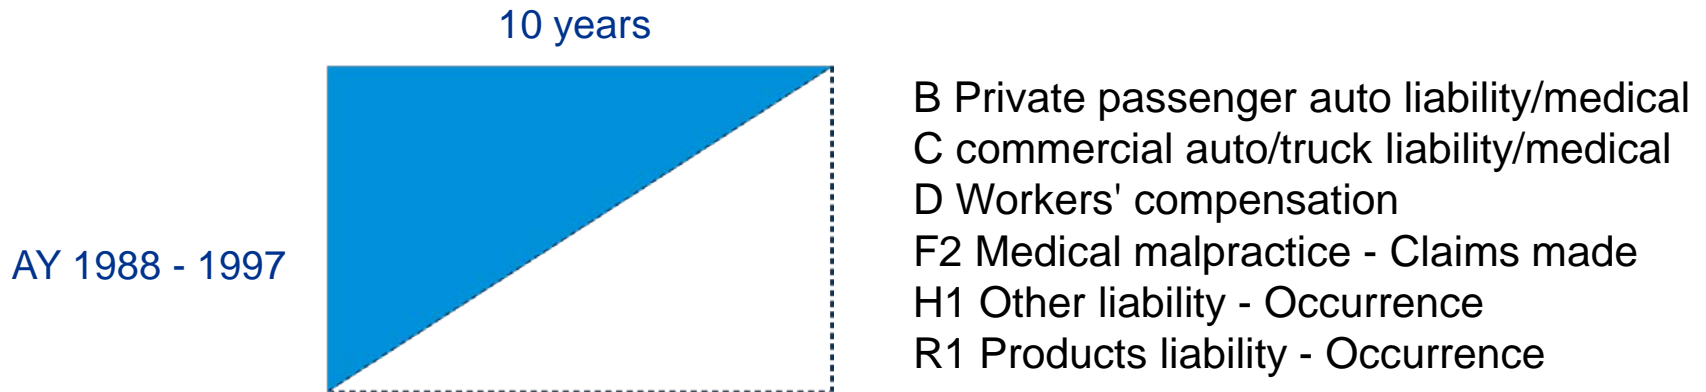 10 years
AY 1988 - 1997
B Private passenger auto liability/medical
C commercial auto/truck liability/medical
D Workers' compensation
F2 Medical malpractice - Claims made
H1 Other liability - Occurrence
R1 Products liability - Occurrence